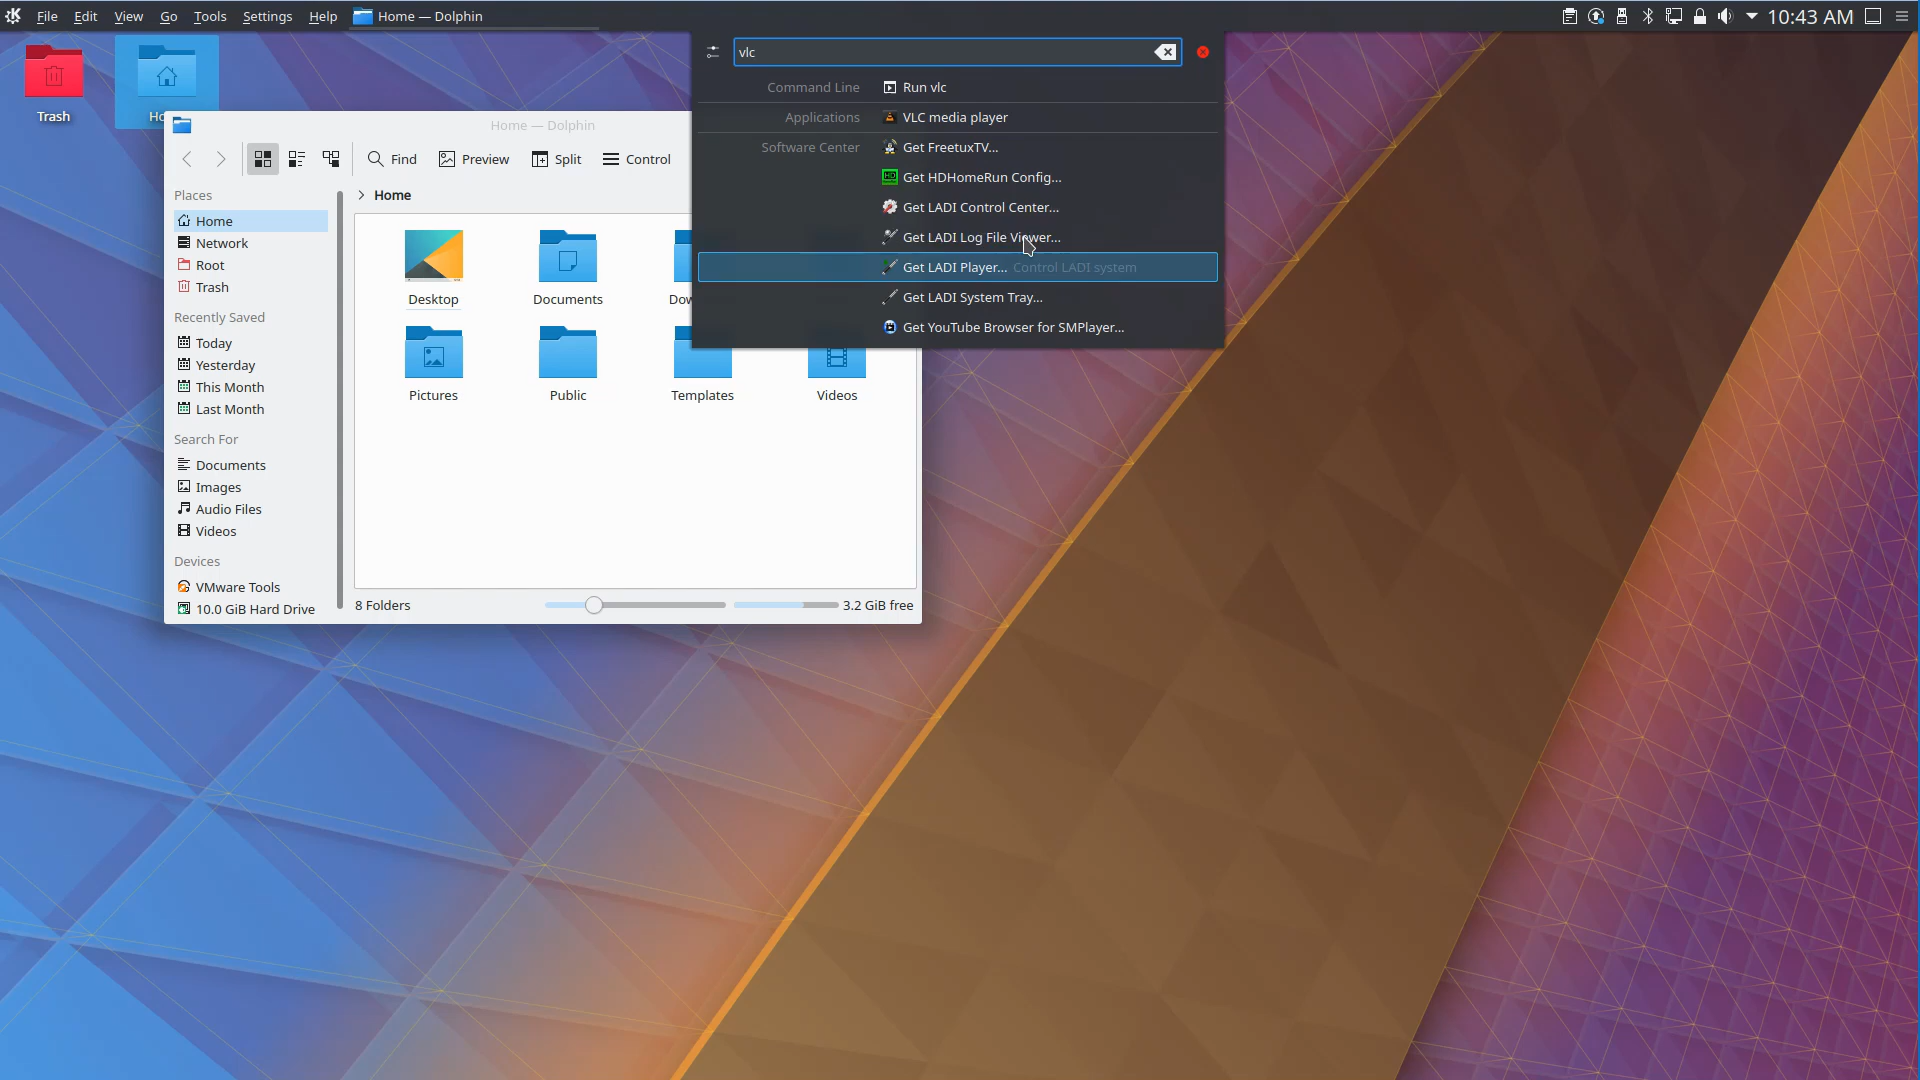 File Edit View Go Tools Settings Help Home — Dolphin 10:43 AM
vlc
Command Line Run vlc
Applications VLC media player
Software Center Get FreetuxTV...
Get HDHomeRun Config...
Get LADI Control Center...
Get LADI Log File Viewer...
Get LADI Player... Control LADI system
Get LADI System Tray...
Get YouTube Browser for SMPlayer...
Trash
Ho
Home — Dolphin
Find Preview Split Control
Places
Home
Network
Root
Trash
Recently Saved
Today
Yesterday
This Month
Last Month
Search For
Documents
Images
Audio Files
Videos
Devices
VMware Tools
10.0 GiB Hard Drive
> Home
Desktop Documents Dow
Pictures Public Templates Videos
8 Folders 3.2 GiB free